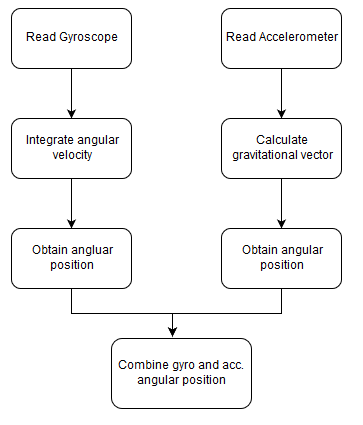 Read Gyroscope
Read Accelerometer
Integrate angular
velocity
Calculate
gravitational vector
Obtain angluar
position
Obtain angular
position
Combine gyro and acc.
angular position